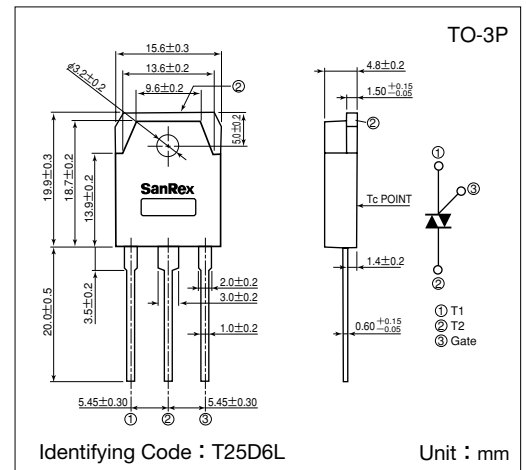 TO-3P
15.6±0.3
13.6±0.2
9.6±0.2
②
φ3.2±0.2
5.0±0.2
19.9±0.3
18.7±0.2
13.9±0.2
SanRex
20.0±0.5
3.5±0.2
2.0±0.2
3.0±0.2
1.0±0.2
5.45±0.30
5.45±0.30
① ② ③
4.8±0.2
1.50 +0.15 -0.05
②
Tc POINT
1.4±0.2
0.60 +0.15 -0.05
①
③
②
① T1
② T2
③ Gate
Identifying Code：T25D6L
Unit：mm